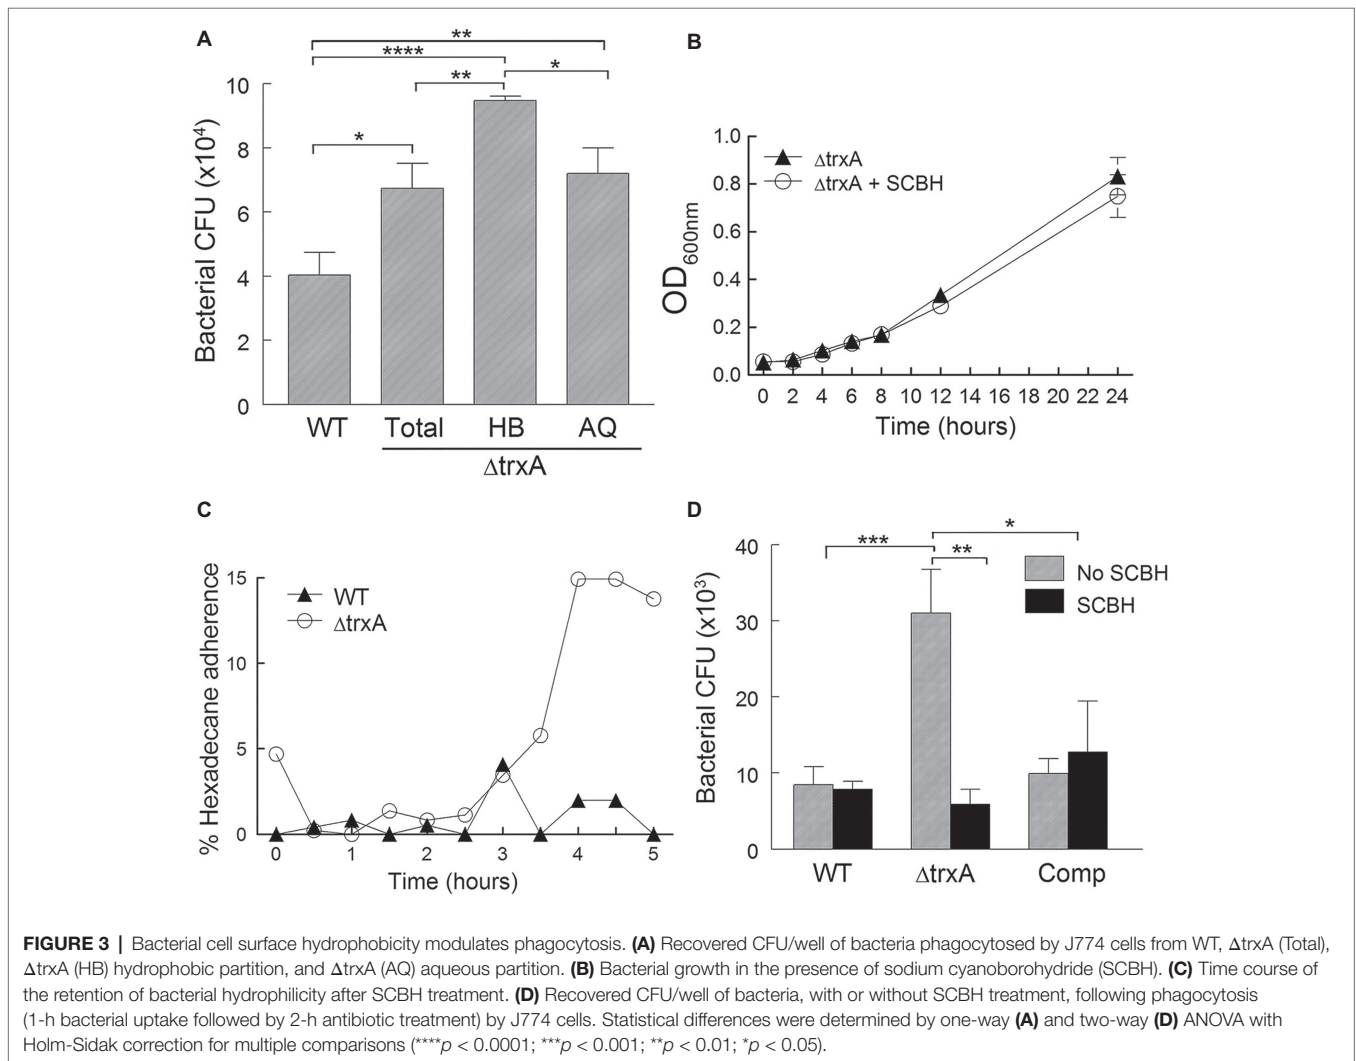 A
**
****
**
*
*
Bacterial CFU (x10⁴)
10
8
6
4
2
0
WT Total HB AQ
ΔtrxA
B
ΔtrxA
ΔtrxA + SCBH
OD600nm
1.0
0.8
0.6
0.4
0.2
0.0
0 2 4 6 8 10 12 14 16 18 20 22 24
Time (hours)
C
WT
ΔtrxA
% Hexadecane adherence
15
10
5
0
0 1 2 3 4 5
Time (hours)
D
*
***
**
No SCBH
SCBH
Bacterial CFU (x10³)
40
30
20
10
0
WT ΔtrxA Comp
FIGURE 3 | Bacterial cell surface hydrophobicity modulates phagocytosis. (A) Recovered CFU/well of bacteria phagocytosed by J774 cells from WT, ΔtrxA (Total),
ΔtrxA (HB) hydrophobic partition, and ΔtrxA (AQ) aqueous partition. (B) Bacterial growth in the presence of sodium cyanoborohydride (SCBH). (C) Time course of
the retention of bacterial hydrophilicity after SCBH treatment. (D) Recovered CFU/well of bacteria, with or without SCBH treatment, following phagocytosis
(1-h bacterial uptake followed by 2-h antibiotic treatment) by J774 cells. Statistical differences were determined by one-way (A) and two-way (D) ANOVA with
Holm-Sidak correction for multiple comparisons (****p < 0.0001; ***p < 0.001; **p < 0.01; *p < 0.05).